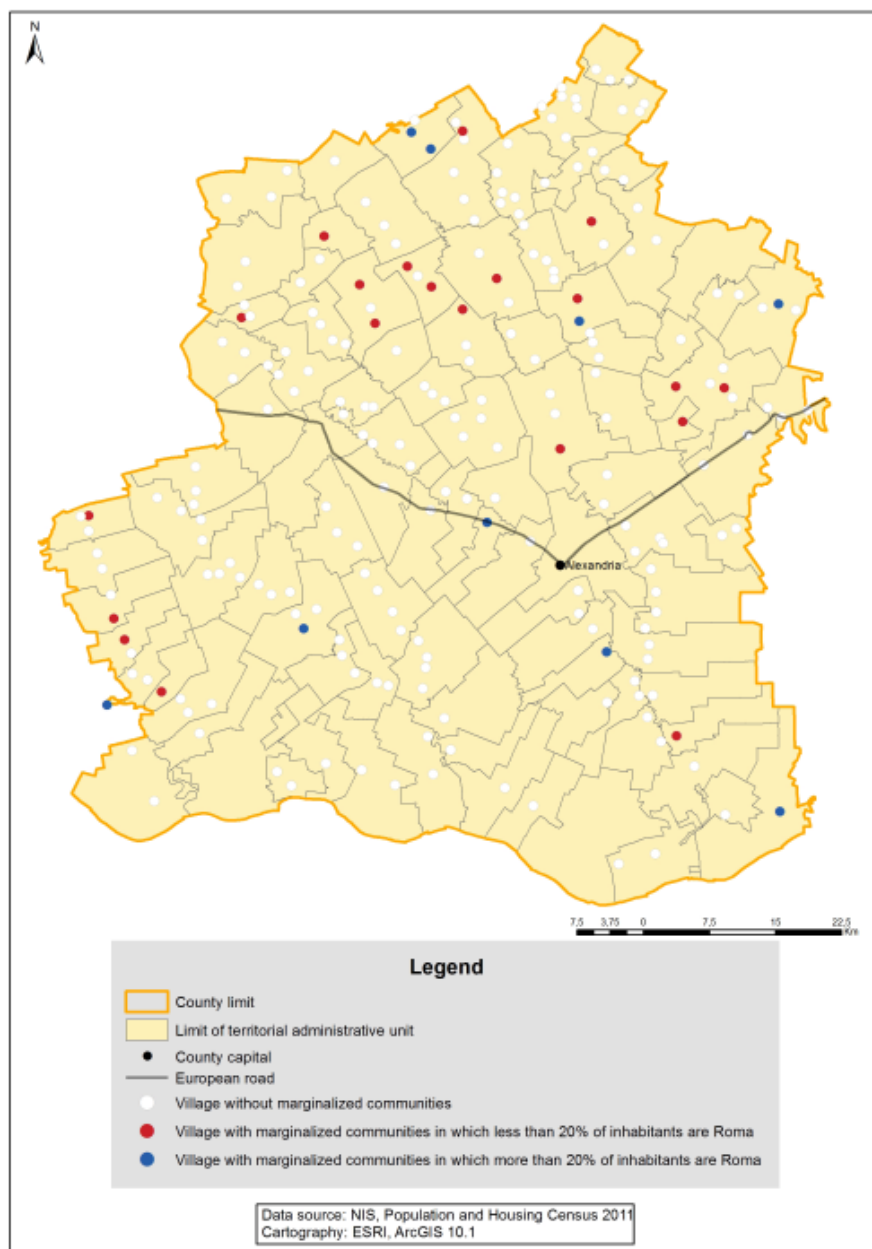 N
Alexandria
7,5 3,75 0 7,5 15 22,5
Km
Legend
County limit
Limit of territorial administrative unit
County capital
European road
Village without marginalized communities
Village with marginalized communities in which less than 20% of inhabitants are Roma
Village with marginalized communities in which more than 20% of inhabitants are Roma
Data source: NIS, Population and Housing Census 2011
Cartography: ESRI, ArcGIS 10.1